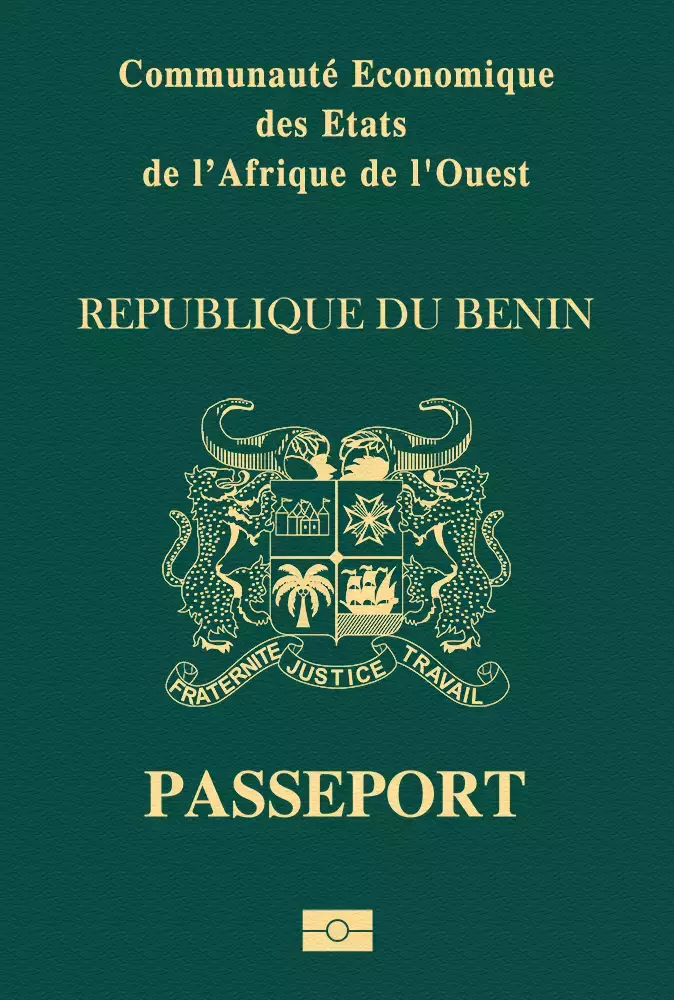 Communauté Economique
des Etats
de l’Afrique de l'Ouest
REPUBLIQUE DU BENIN
FRATERNITE JUSTICE TRAVAIL
PASSEPORT